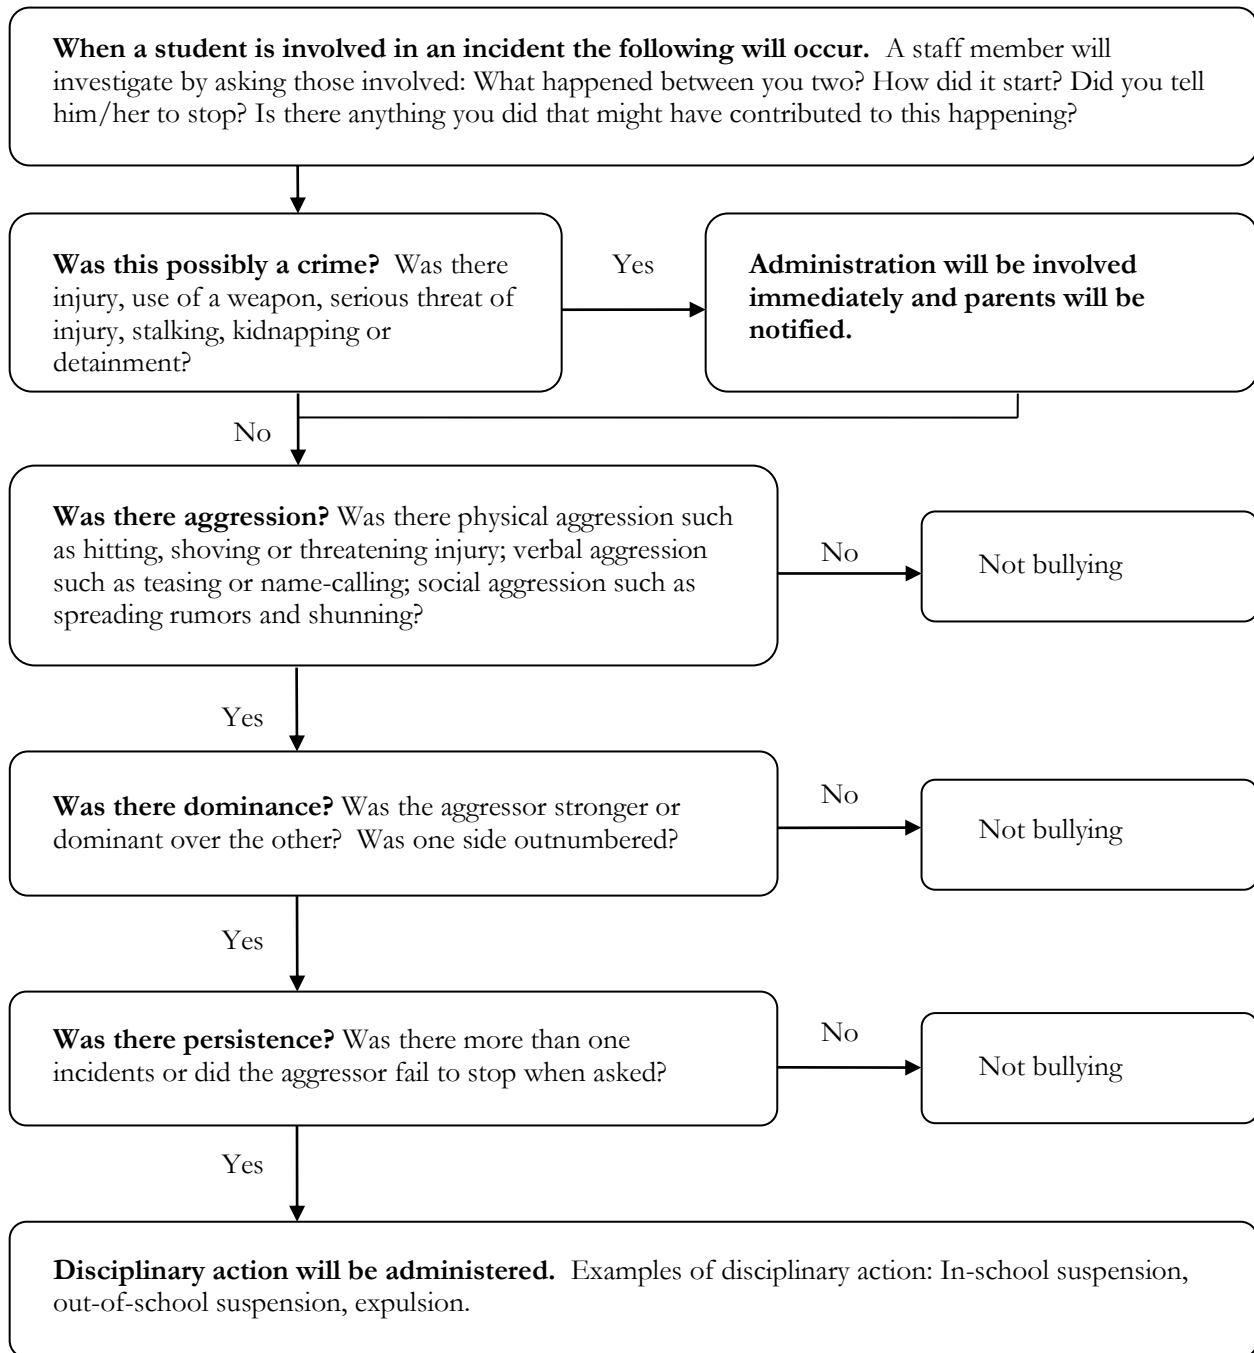 When a student is involved in an incident the following will occur.  A staff member will
investigate by asking those involved: What happened between you two? How did it start? Did you tell
him/her to stop? Is there anything you did that might have contributed to this happening?
Was this possibly a crime?  Was there
injury, use of a weapon, serious threat of
injury, stalking, kidnapping or
detainment?
Yes
Administration will be involved
immediately and parents will be
notified.
No
Was there aggression? Was there physical aggression such
as hitting, shoving or threatening injury; verbal aggression
such as teasing or name-calling; social aggression such as
spreading rumors and shunning?
No
Not bullying
Yes
Was there dominance? Was the aggressor stronger or
dominant over the other?  Was one side outnumbered?
No
Not bullying
Yes
Was there persistence? Was there more than one
incidents or did the aggressor fail to stop when asked?
No
Not bullying
Yes
Disciplinary action will be administered.  Examples of disciplinary action: In-school suspension,
out-of-school suspension, expulsion.